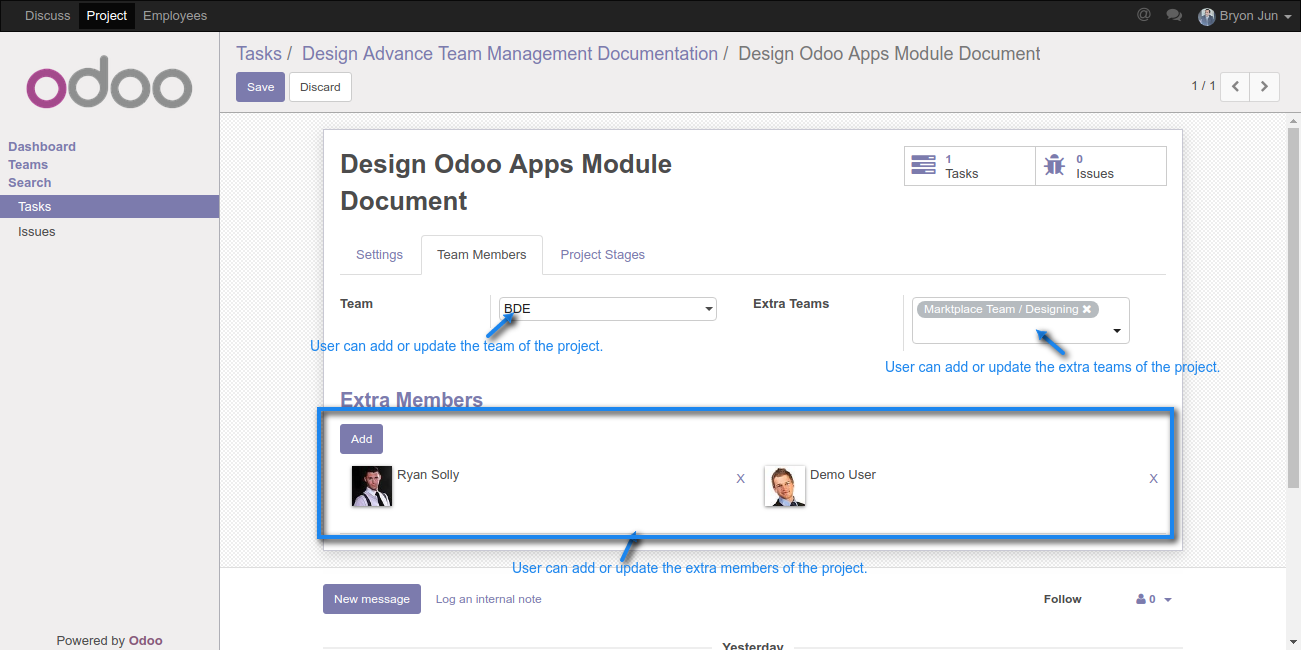 Discuss Project Employees @ Bryon Jun
odoo
Tasks / Design Advance Team Management Documentation / Design Odoo Apps Module Document
Save Discard 1 / 1
Dashboard
Teams
Search
Tasks
Issues
Powered by Odoo
Design Odoo Apps Module
Document
1
Tasks
0
Issues
Settings Team Members Project Stages
Team BDE Extra Teams Marktplace Team / Designing ✖
User can add or update the team of the project.
User can add or update the extra teams of the project.
Extra Members
Add
Ryan Solly X Demo User X
User can add or update the extra members of the project.
New message Log an internal note Follow 0
Yesterday